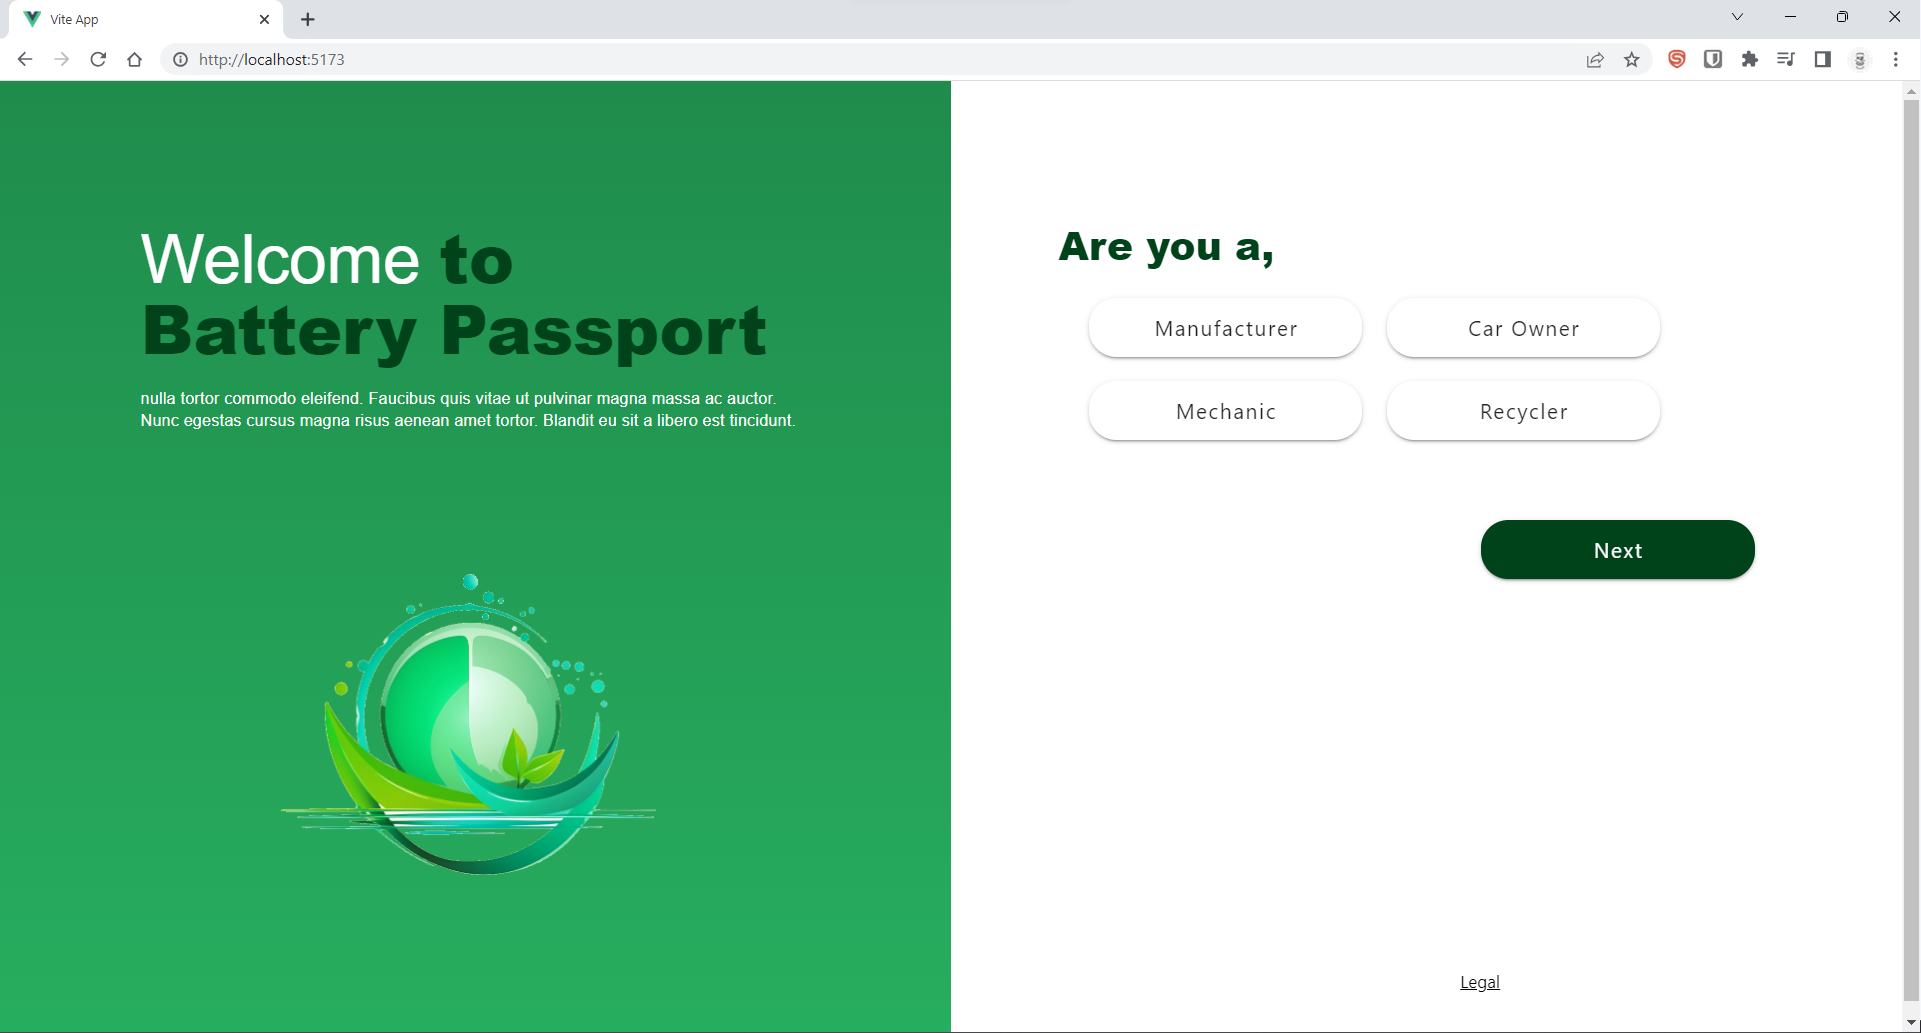 Vite App
http://localhost:5173
Welcome to
Battery Passport
nulla tortor commodo eleifend. Faucibus quis vitae ut pulvinar magna massa ac auctor.
Nunc egestas cursus magna risus aenean amet tortor. Blandit eu sit a libero est tincidunt.
Are you a,
Manufacturer
Car Owner
Mechanic
Recycler
Next
Legal